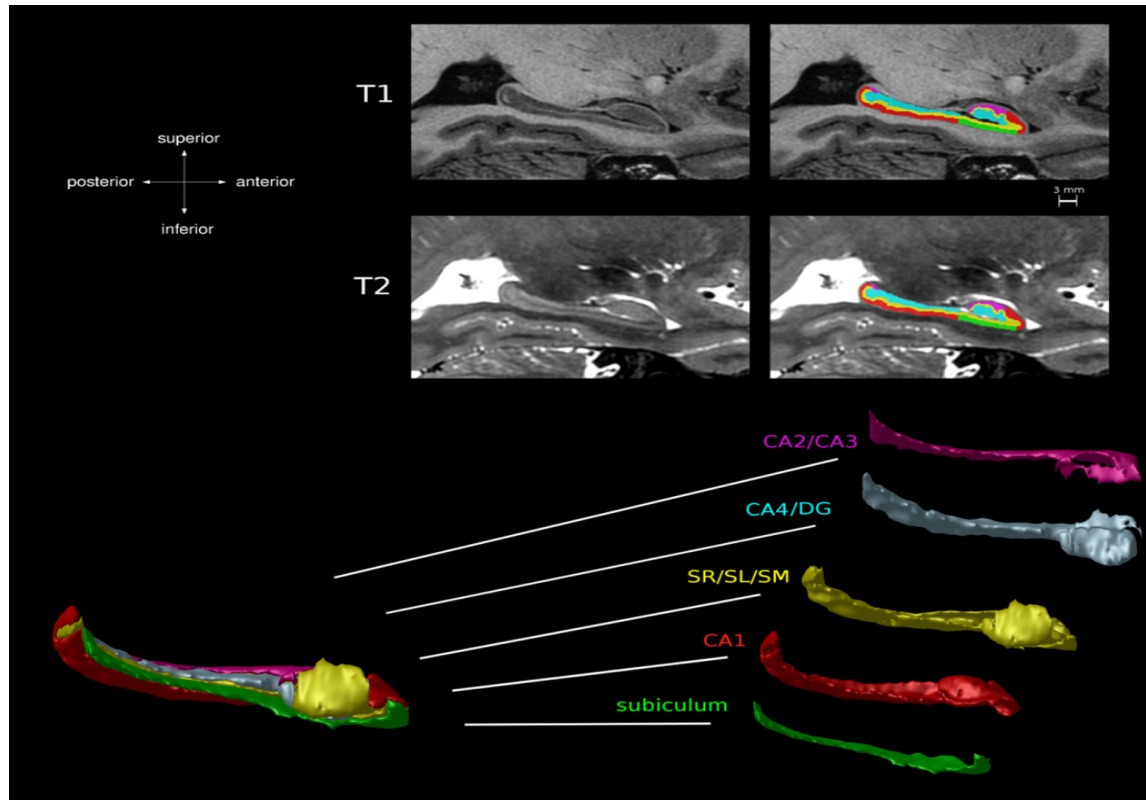 T1
superior
posterior
anterior
inferior
3 mm
T2
CA2/CA3
CA4/DG
SR/SL/SM
CA1
subiculum